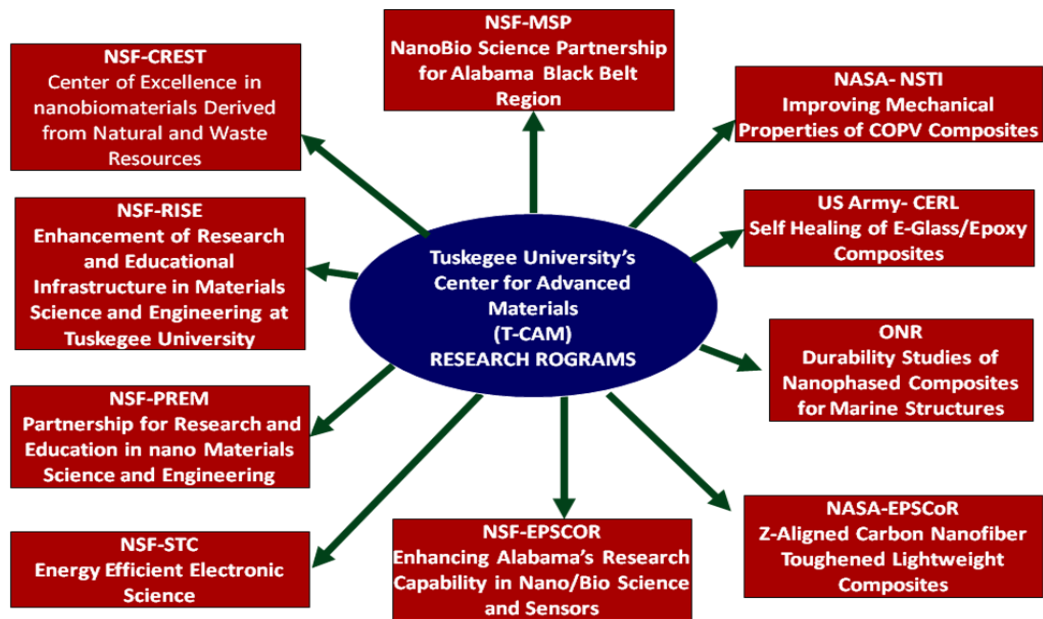 NSF-MSP
NanoBio Science Partnership
for Alabama Black Belt
Region
NSF-CREST
Center of Excellence in
nanobiomaterials Derived
from Natural and Waste
Resources
NASA- NSTI
Improving Mechanical
Properties of COPV Composites
NSF-RISE
Enhancement of Research
and Educational
Infrastructure in Materials
Science and Engineering at
Tuskegee University
US Army- CERL
Self Healing of E-Glass/Epoxy
Composites
Tuskegee University’s
Center for Advanced
Materials
(T-CAM)
RESEARCH ROGRAMS
ONR
Durability Studies of
Nanophased Composites
for Marine Structures
NSF-PREM
Partnership for Research and
Education in nano Materials
Science and Engineering
NASA-EPSCoR
Z-Aligned Carbon Nanofiber
Toughened Lightweight
Composites
NSF-STC
Energy Efficient Electronic
Science
NSF-EPSCOR
Enhancing Alabama’s Research
Capability in Nano/Bio Science
and Sensors